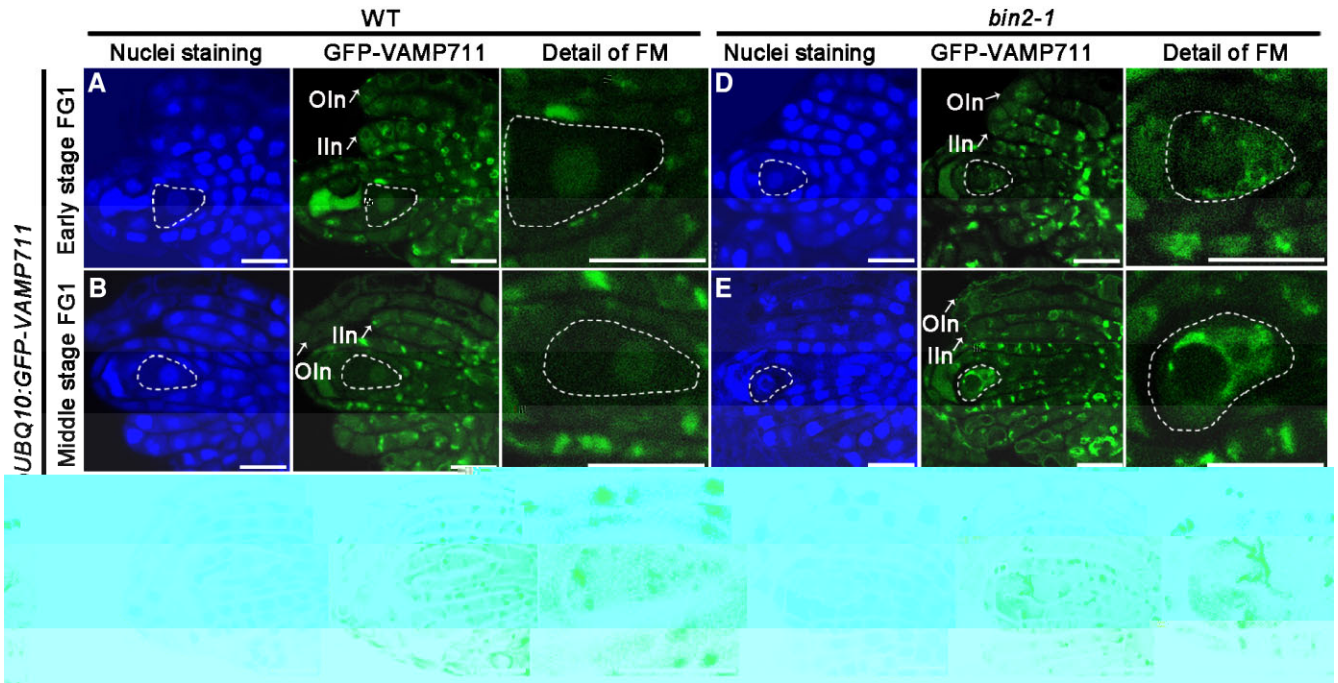 WT bin2-1
Nuclei staining GFP-VAMP711 Detail of FM Nuclei staining GFP-VAMP711 Detail of FM
UBQ10:GFP-VAMP711
Early stage FG1
A OIn IIn D OIn IIn
Middle stage FG1
B IIn OIn E OIn IIn